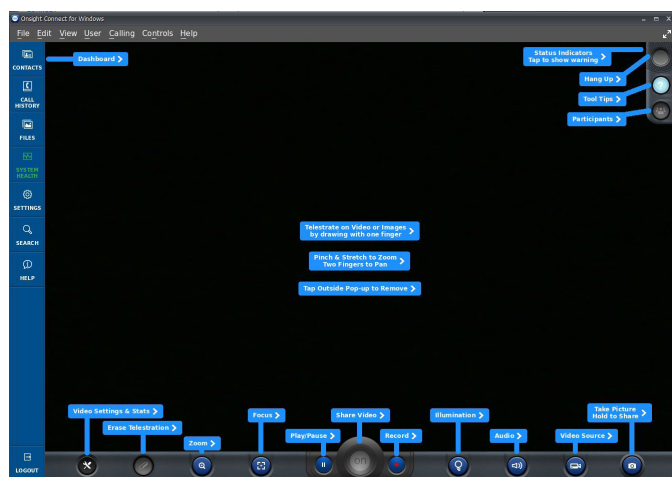 Onsight Connect for Windows
File Edit View User Calling Controls Help
CONTACTS
CALL
HISTORY
FILES
SYSTEM
HEALTH
SETTINGS
SEARCH
HELP
LOGOUT
Dashboard
Status Indicators
Tap to show warning
Hang Up
Tool Tips
?
Participants
Telestrate on Video or Images
by drawing with one finger
Pinch & Stretch to Zoom
Two Fingers to Pan
Tap Outside Pop-up to Remove
Video Settings & Stats
Erase Telestration
Zoom
Focus
Play/Pause
Share Video
Record
Illumination
Audio
Video Source
Take Picture
Hold to Share
on